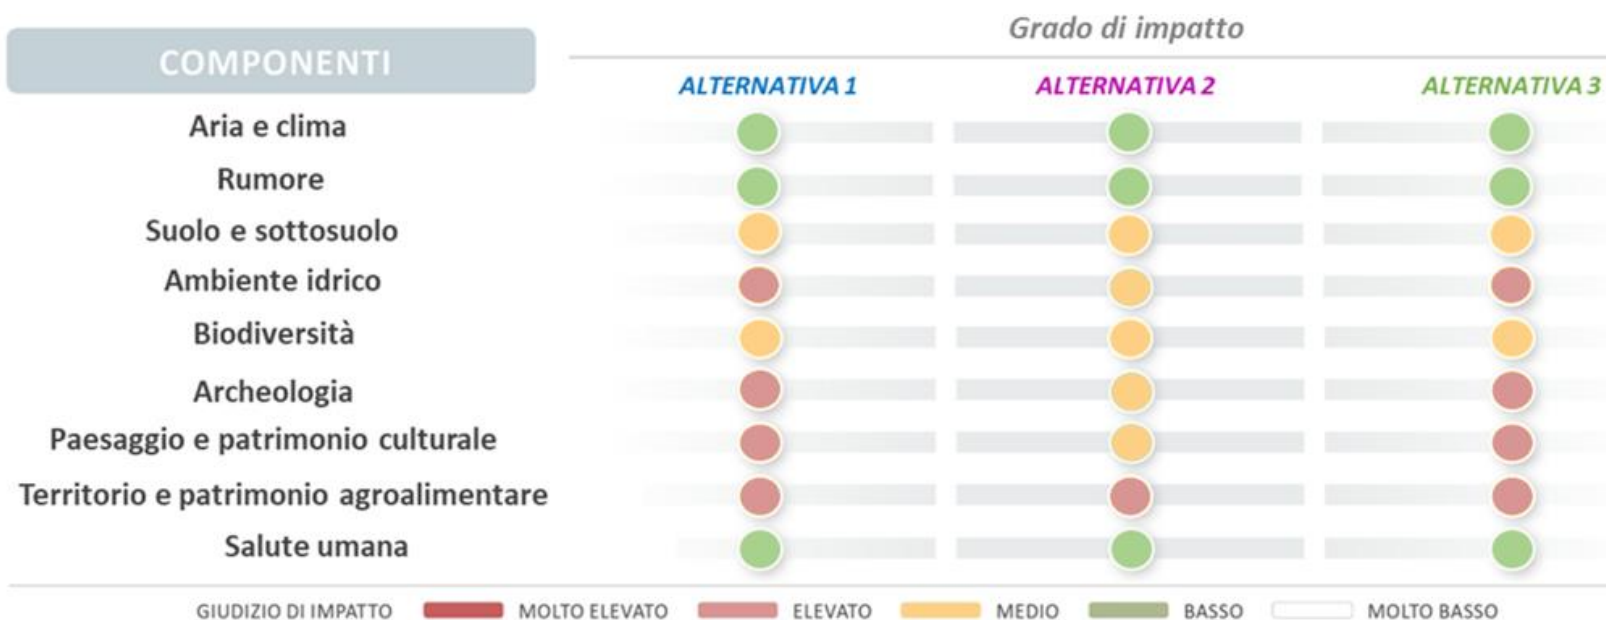 Grado di impatto
COMPONENTI
ALTERNATIVA 1 ALTERNATIVA 2 ALTERNATIVA 3
Aria e clima
Rumore
Suolo e sottosuolo
Ambiente idrico
Biodiversità
Archeologia
Paesaggio e patrimonio culturale
Territorio e patrimonio agroalimentare
Salute umana
GIUDIZIO DI IMPATTO MOLTO ELEVATO ELEVATO MEDIO BASSO MOLTO BASSO